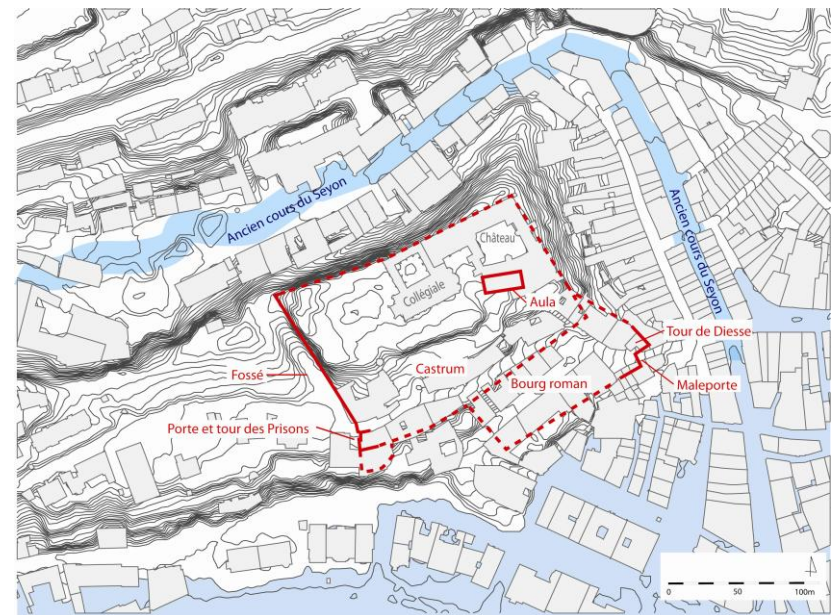 Ancien cours du Seyon
Château
Collégiale
Ancien cours du Seyon
Aula
Tour de Diesse
Fossé
Castrum
Bourg roman
Maleporte
Porte et tour des Prisons
0 50 100m